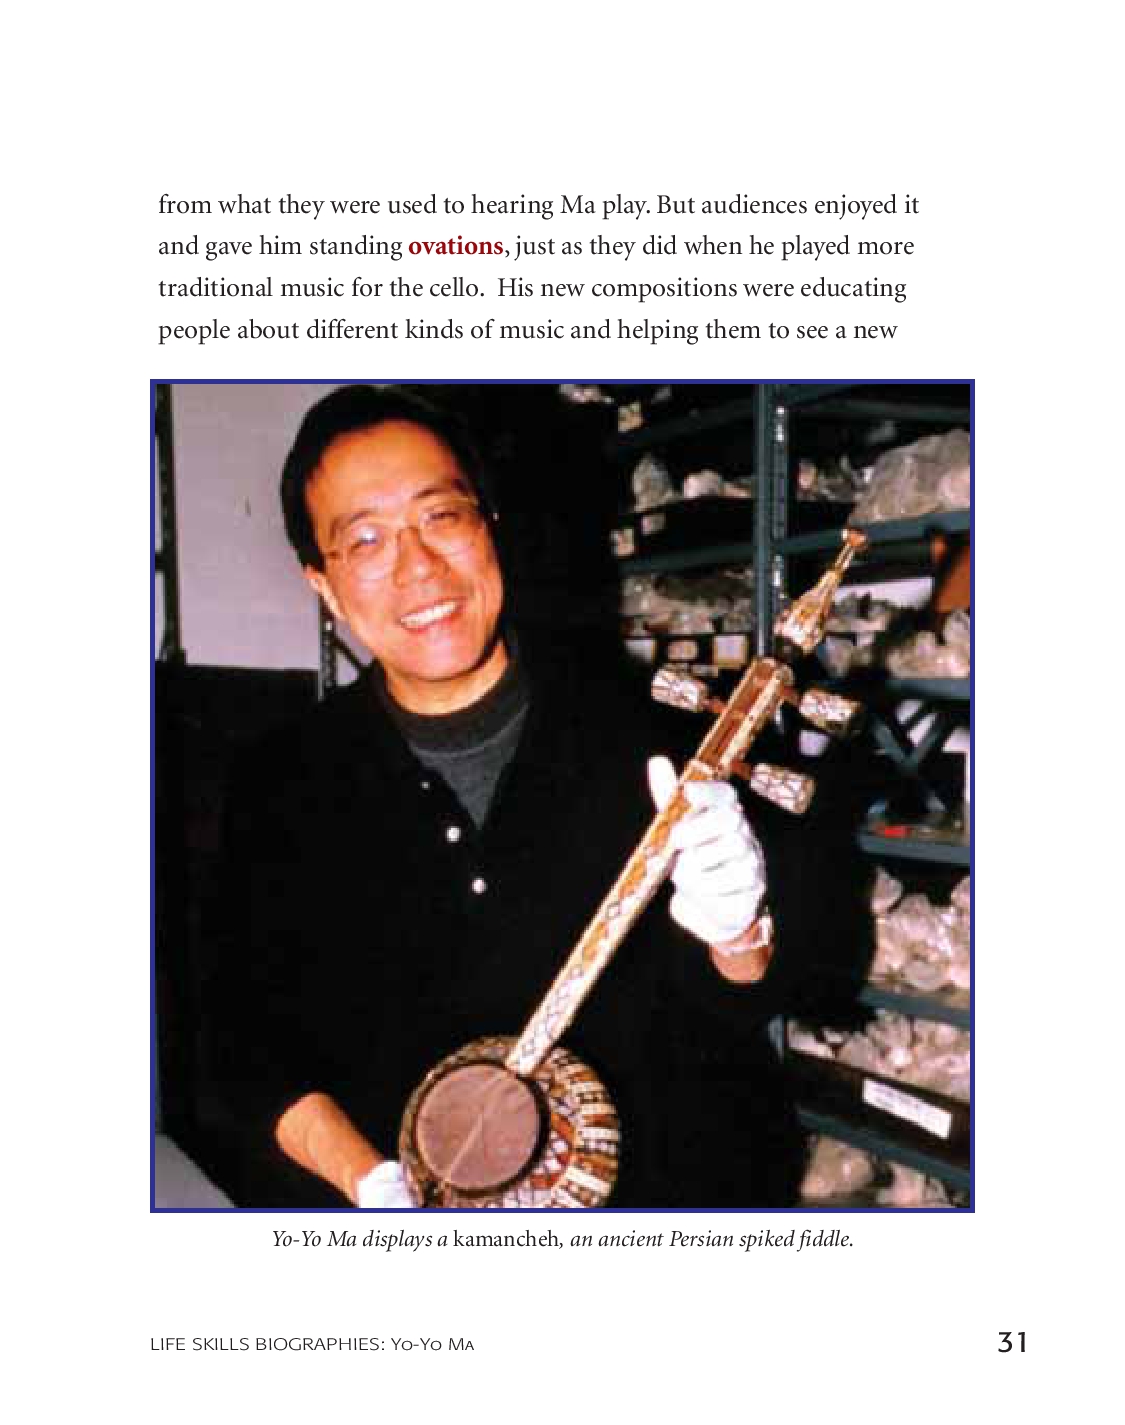 from what they were used to hearing Ma play. But audiences enjoyed it
and gave him standing ovations, just as they did when he played more
traditional music for the cello.  His new compositions were educating
people about different kinds of music and helping them to see a new
Yo-Yo Ma displays a kamancheh, an ancient Persian spiked fiddle.
LIFE SKILLS BIOGRAPHIES: YO-YO MA
31